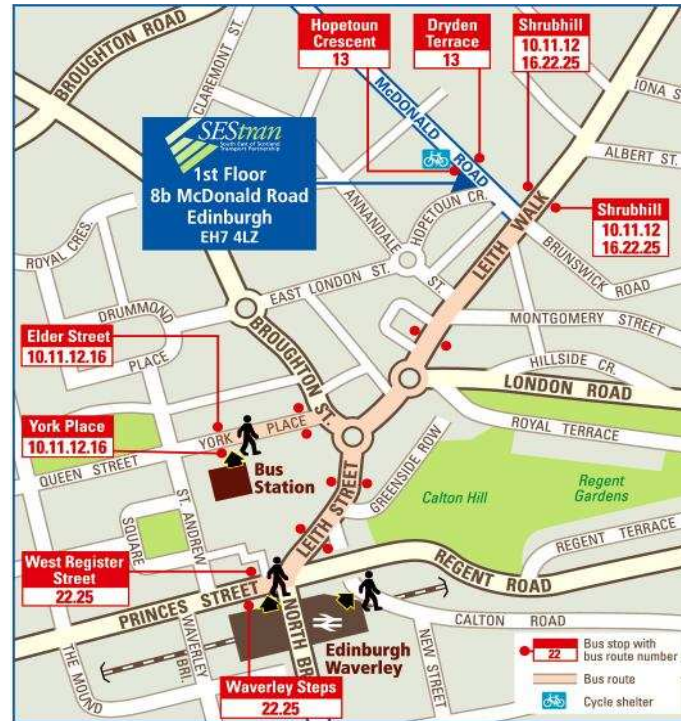 Hopetoun
Crescent
13
Dryden
Terrace
13
Shrubhill
10.11.12
16.22.25
BROUGHTON ROAD
CLAREMONT ST.
McDONALD ROAD
IONA S
ALBERT ST.
SEStran
South East of Scotland
Transport Partnership
1st Floor
8b McDonald Road
Edinburgh
EH7 4LZ
Shrubhill
10.11.12
16.22.25
ANNANDALE ST.
HOPETOUN CR.
LEITH WALK
BRUNSWICK ROAD
ROYAL CRES.
EAST LONDON ST.
DRUMMOND PLACE
MONTGOMERY STREET
BROUGHTON ST.
HILLSIDE CR.
LONDON ROAD
Elder Street
10.11.12.16
York Place
10.11.12.16
YORK PLACE
ROYAL TERRACE
QUEEN STREET
Bus
Station
GREENSIDE ROW
Calton Hill
Regent
Gardens
ST. ANDREW
SQUARE
LEITH STREET
REGENT TERRACE
West Register
Street
22.25
REGENT ROAD
PRINCES STREET
NORTH BR
CALTON ROAD
THE MOUND
WAVERLEY
BRI.
Edinburgh
Waverley
NEW STREET
Waverley Steps
22.25
22
Bus stop with
bus route number
Bus route
Cycle shelter